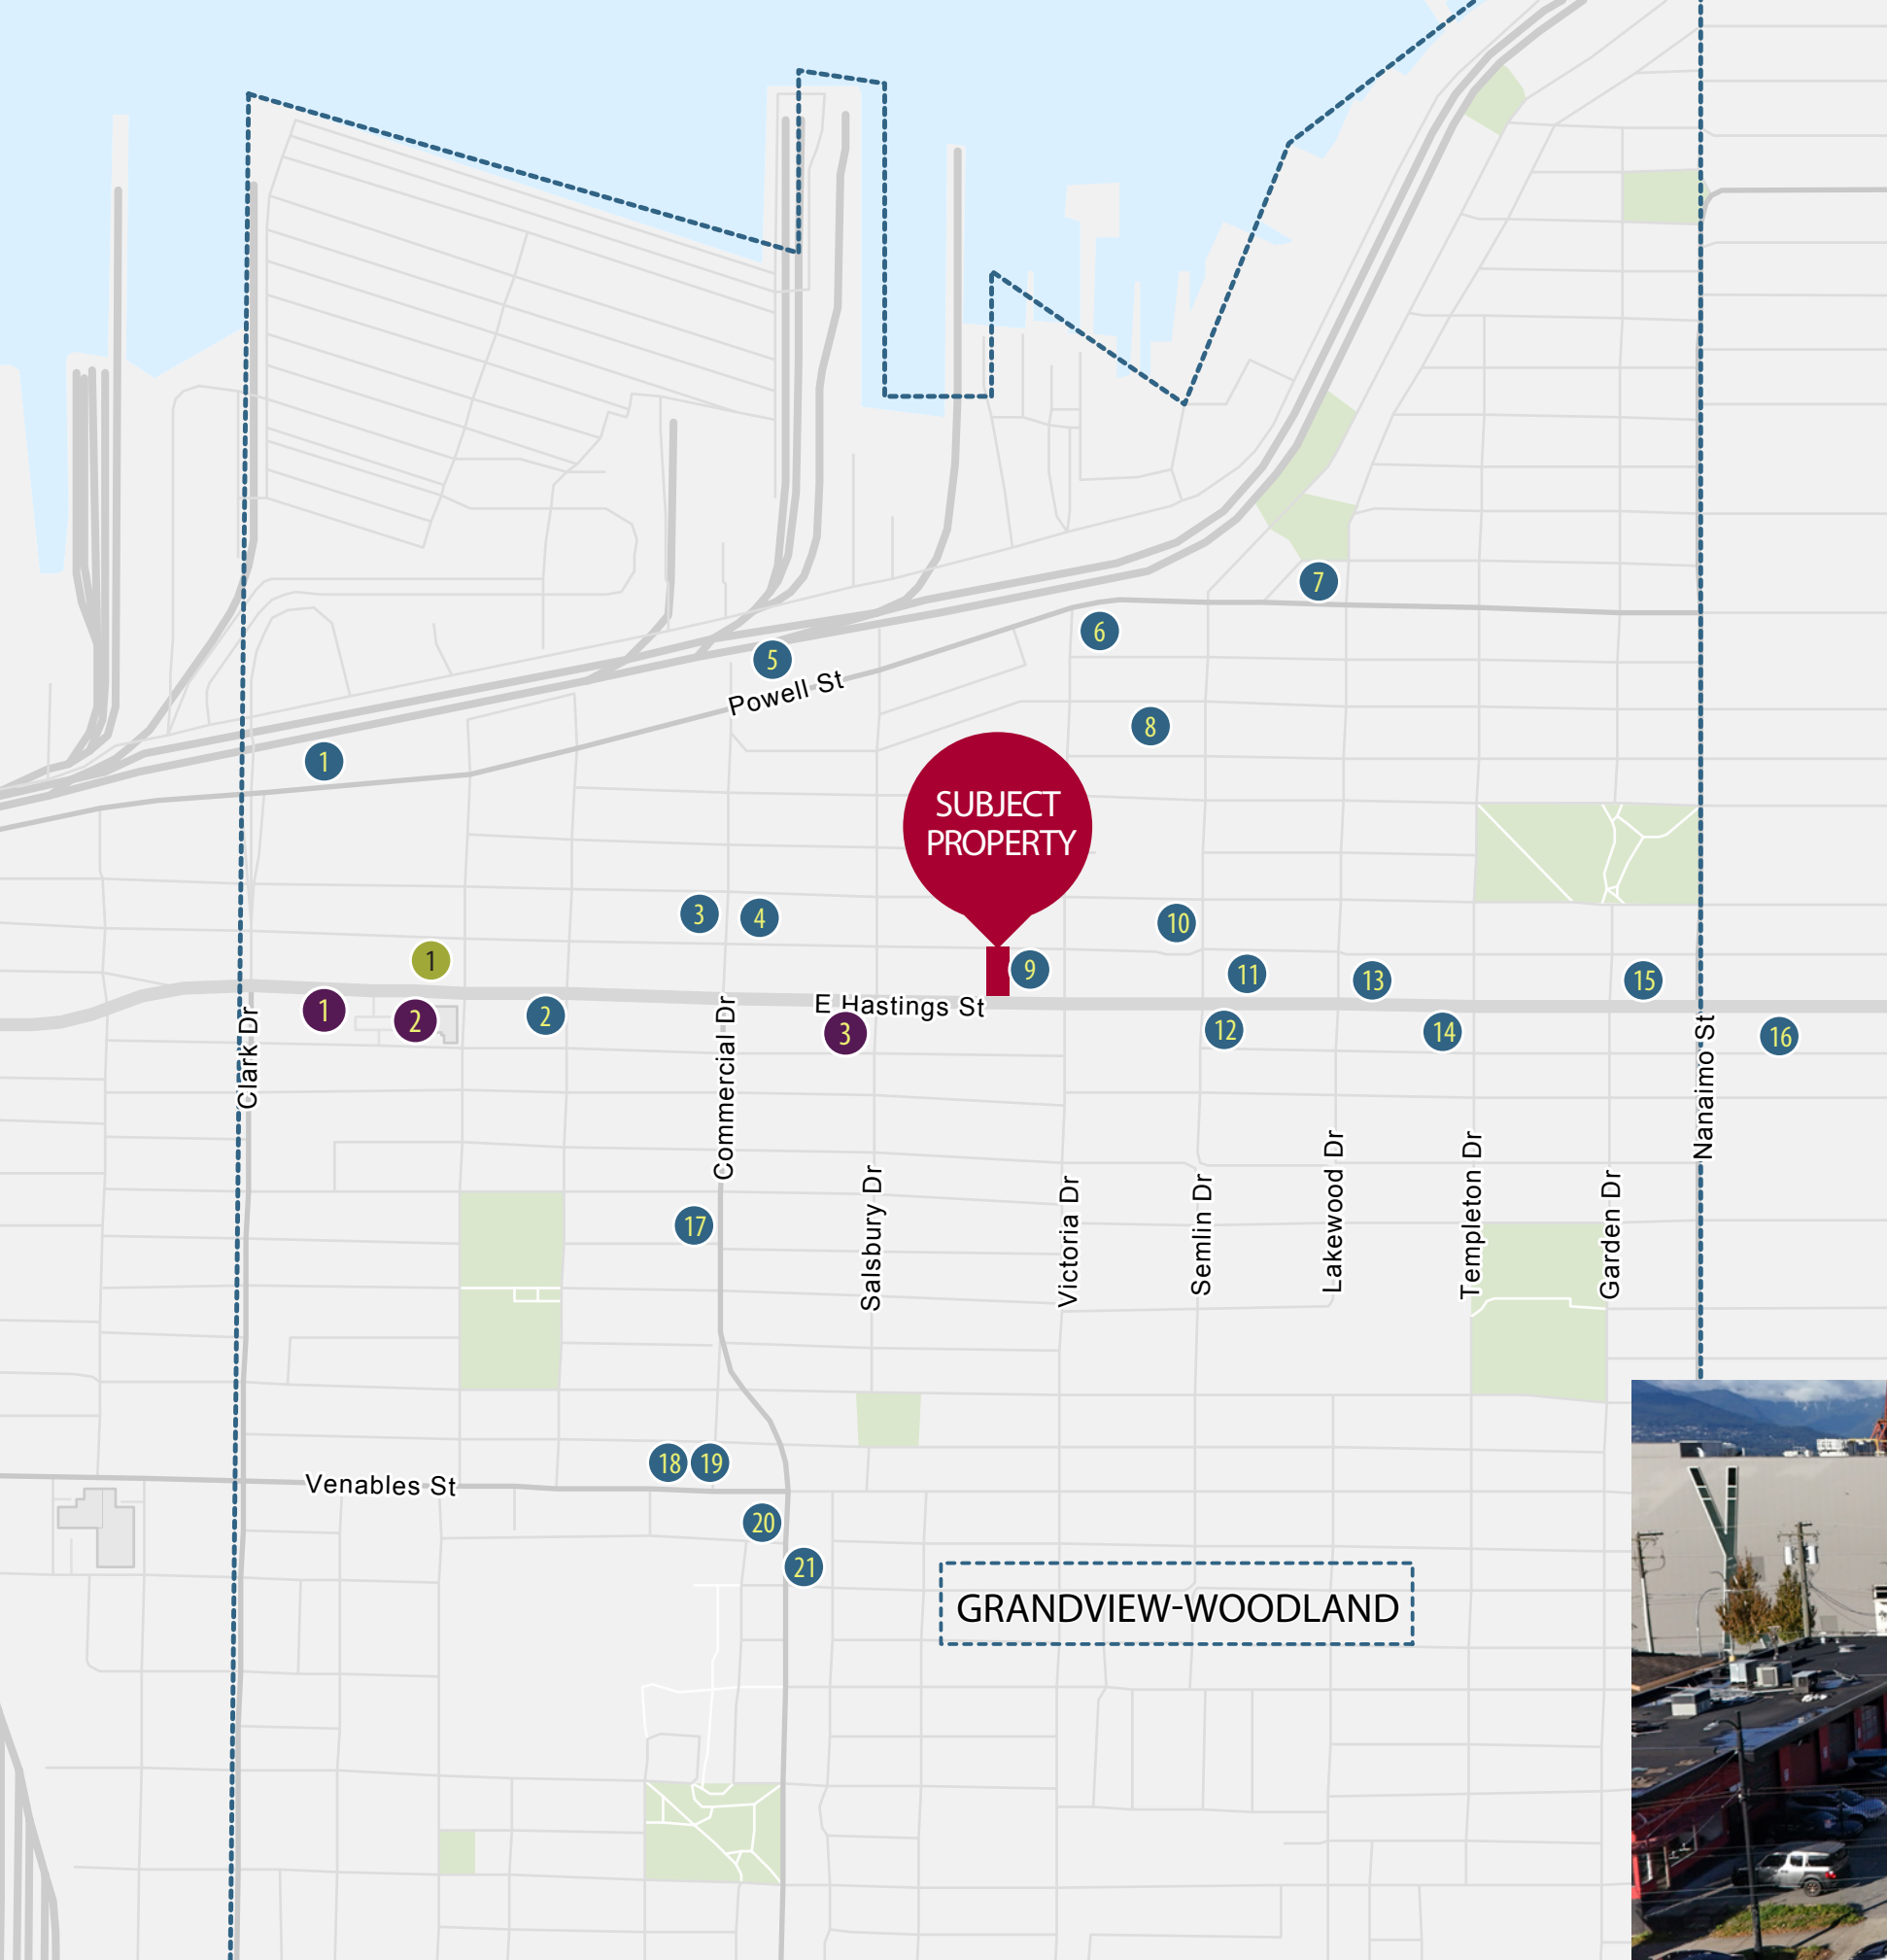 7
6
5
Powell St
8
1
SUBJECT
PROPERTY
3
4
10
1
9
11
13
15
1
2
2
E Hastings St
3
12
14
16
Clark Dr
Commercial Dr
Nanaimo St
17
Salsbury Dr
Victoria Dr
Semlin Dr
Lakewood Dr
Templeton Dr
Garden Dr
18
19
Venables St
20
21
GRANDVIEW-WOODLAND